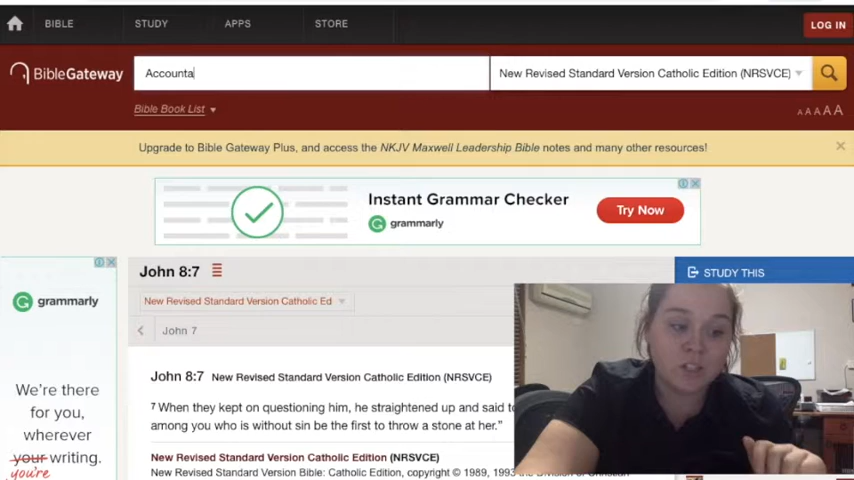 BIBLE STUDY APPS STORE LOG IN
BibleGateway Accounta New Revised Standard Version Catholic Edition (NRSVCE)
Bible Book List A A A A A
Upgrade to Bible Gateway Plus, and access the NKJV Maxwell Leadership Bible notes and many other resources!
Instant Grammar Checker
grammarly
Try Now
John 8:7
STUDY THIS
New Revised Standard Version Catholic Ed
John 7
John 8:7 New Revised Standard Version Catholic Edition (NRSVCE)
7 When they kept on questioning him, he straightened up and said to
among you who is without sin be the first to throw a stone at her.”
New Revised Standard Version Catholic Edition (NRSVCE)
New Revised Standard Version Bible: Catholic Edition, copyright © 1989, 1993
grammarly
We're there
for you,
wherever
your writing.
you're